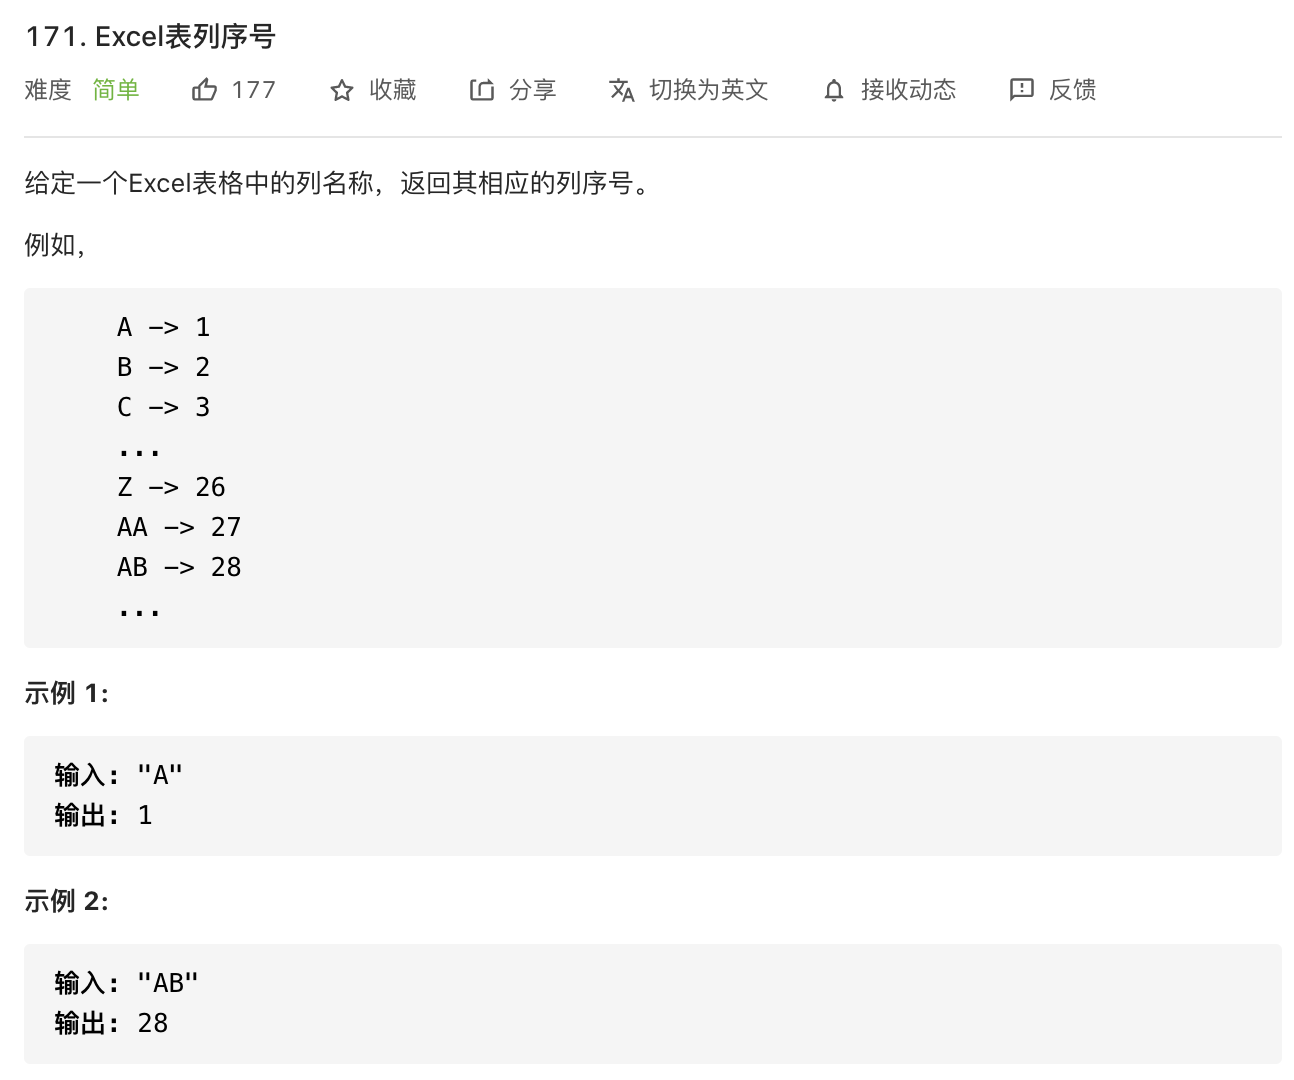 171. Excel表列序号
难度 简单 177 收藏 分享 切换为英文 接收动态 反馈
给定一个Excel表格中的列名称，返回其相应的列序号。
例如，
A -> 1
B -> 2
C -> 3
...
Z -> 26
AA -> 27
AB -> 28
...
示例 1:
输入: "A"
输出: 1
示例 2:
输入: "AB"
输出: 28